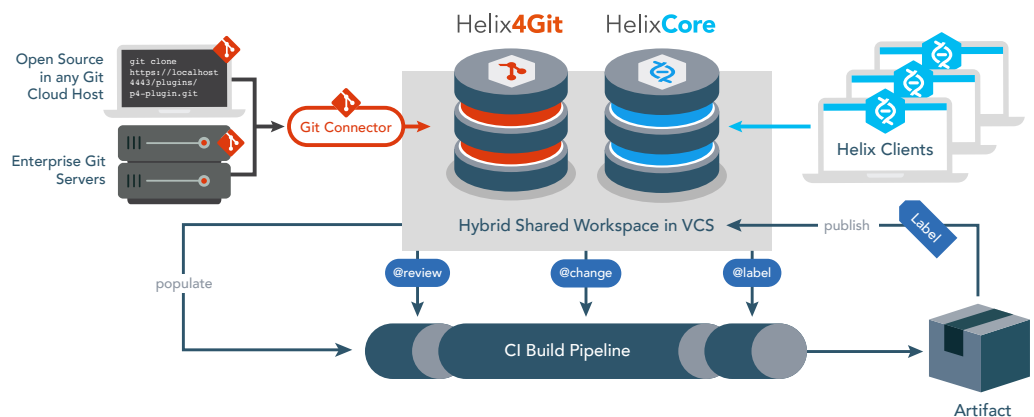 Helix4Git
HelixCore
Open Source
in any Git
Cloud Host
git clone
https://localhost
4443/plugins/
p4-plugin.git
Git Connector
Enterprise Git
Servers
Helix Clients
Hybrid Shared Workspace in VCS
publish
Label
@review
@change
@label
populate
CI Build Pipeline
Artifact